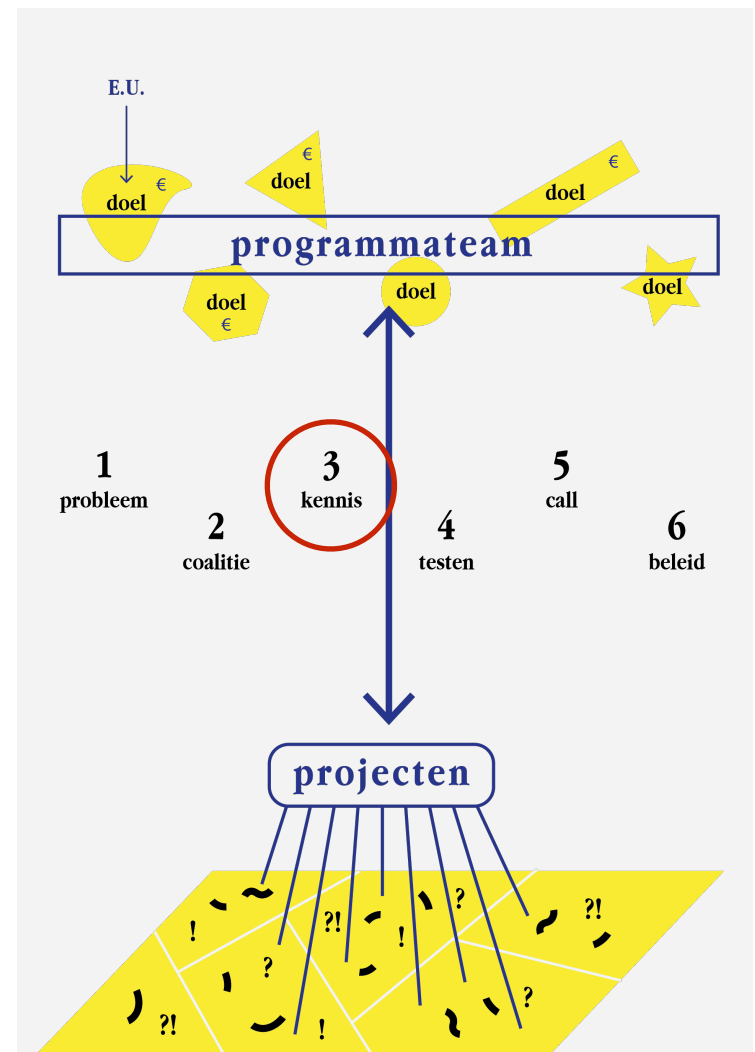 E.U.
doel €
doel €
doel €
programmateam
doel €
doel
doel
1
probleem
2
coalitie
3
kennis
4
testen
5
call
6
beleid
projecten
!
?!
?
?!
!
?
?!
?
!
?